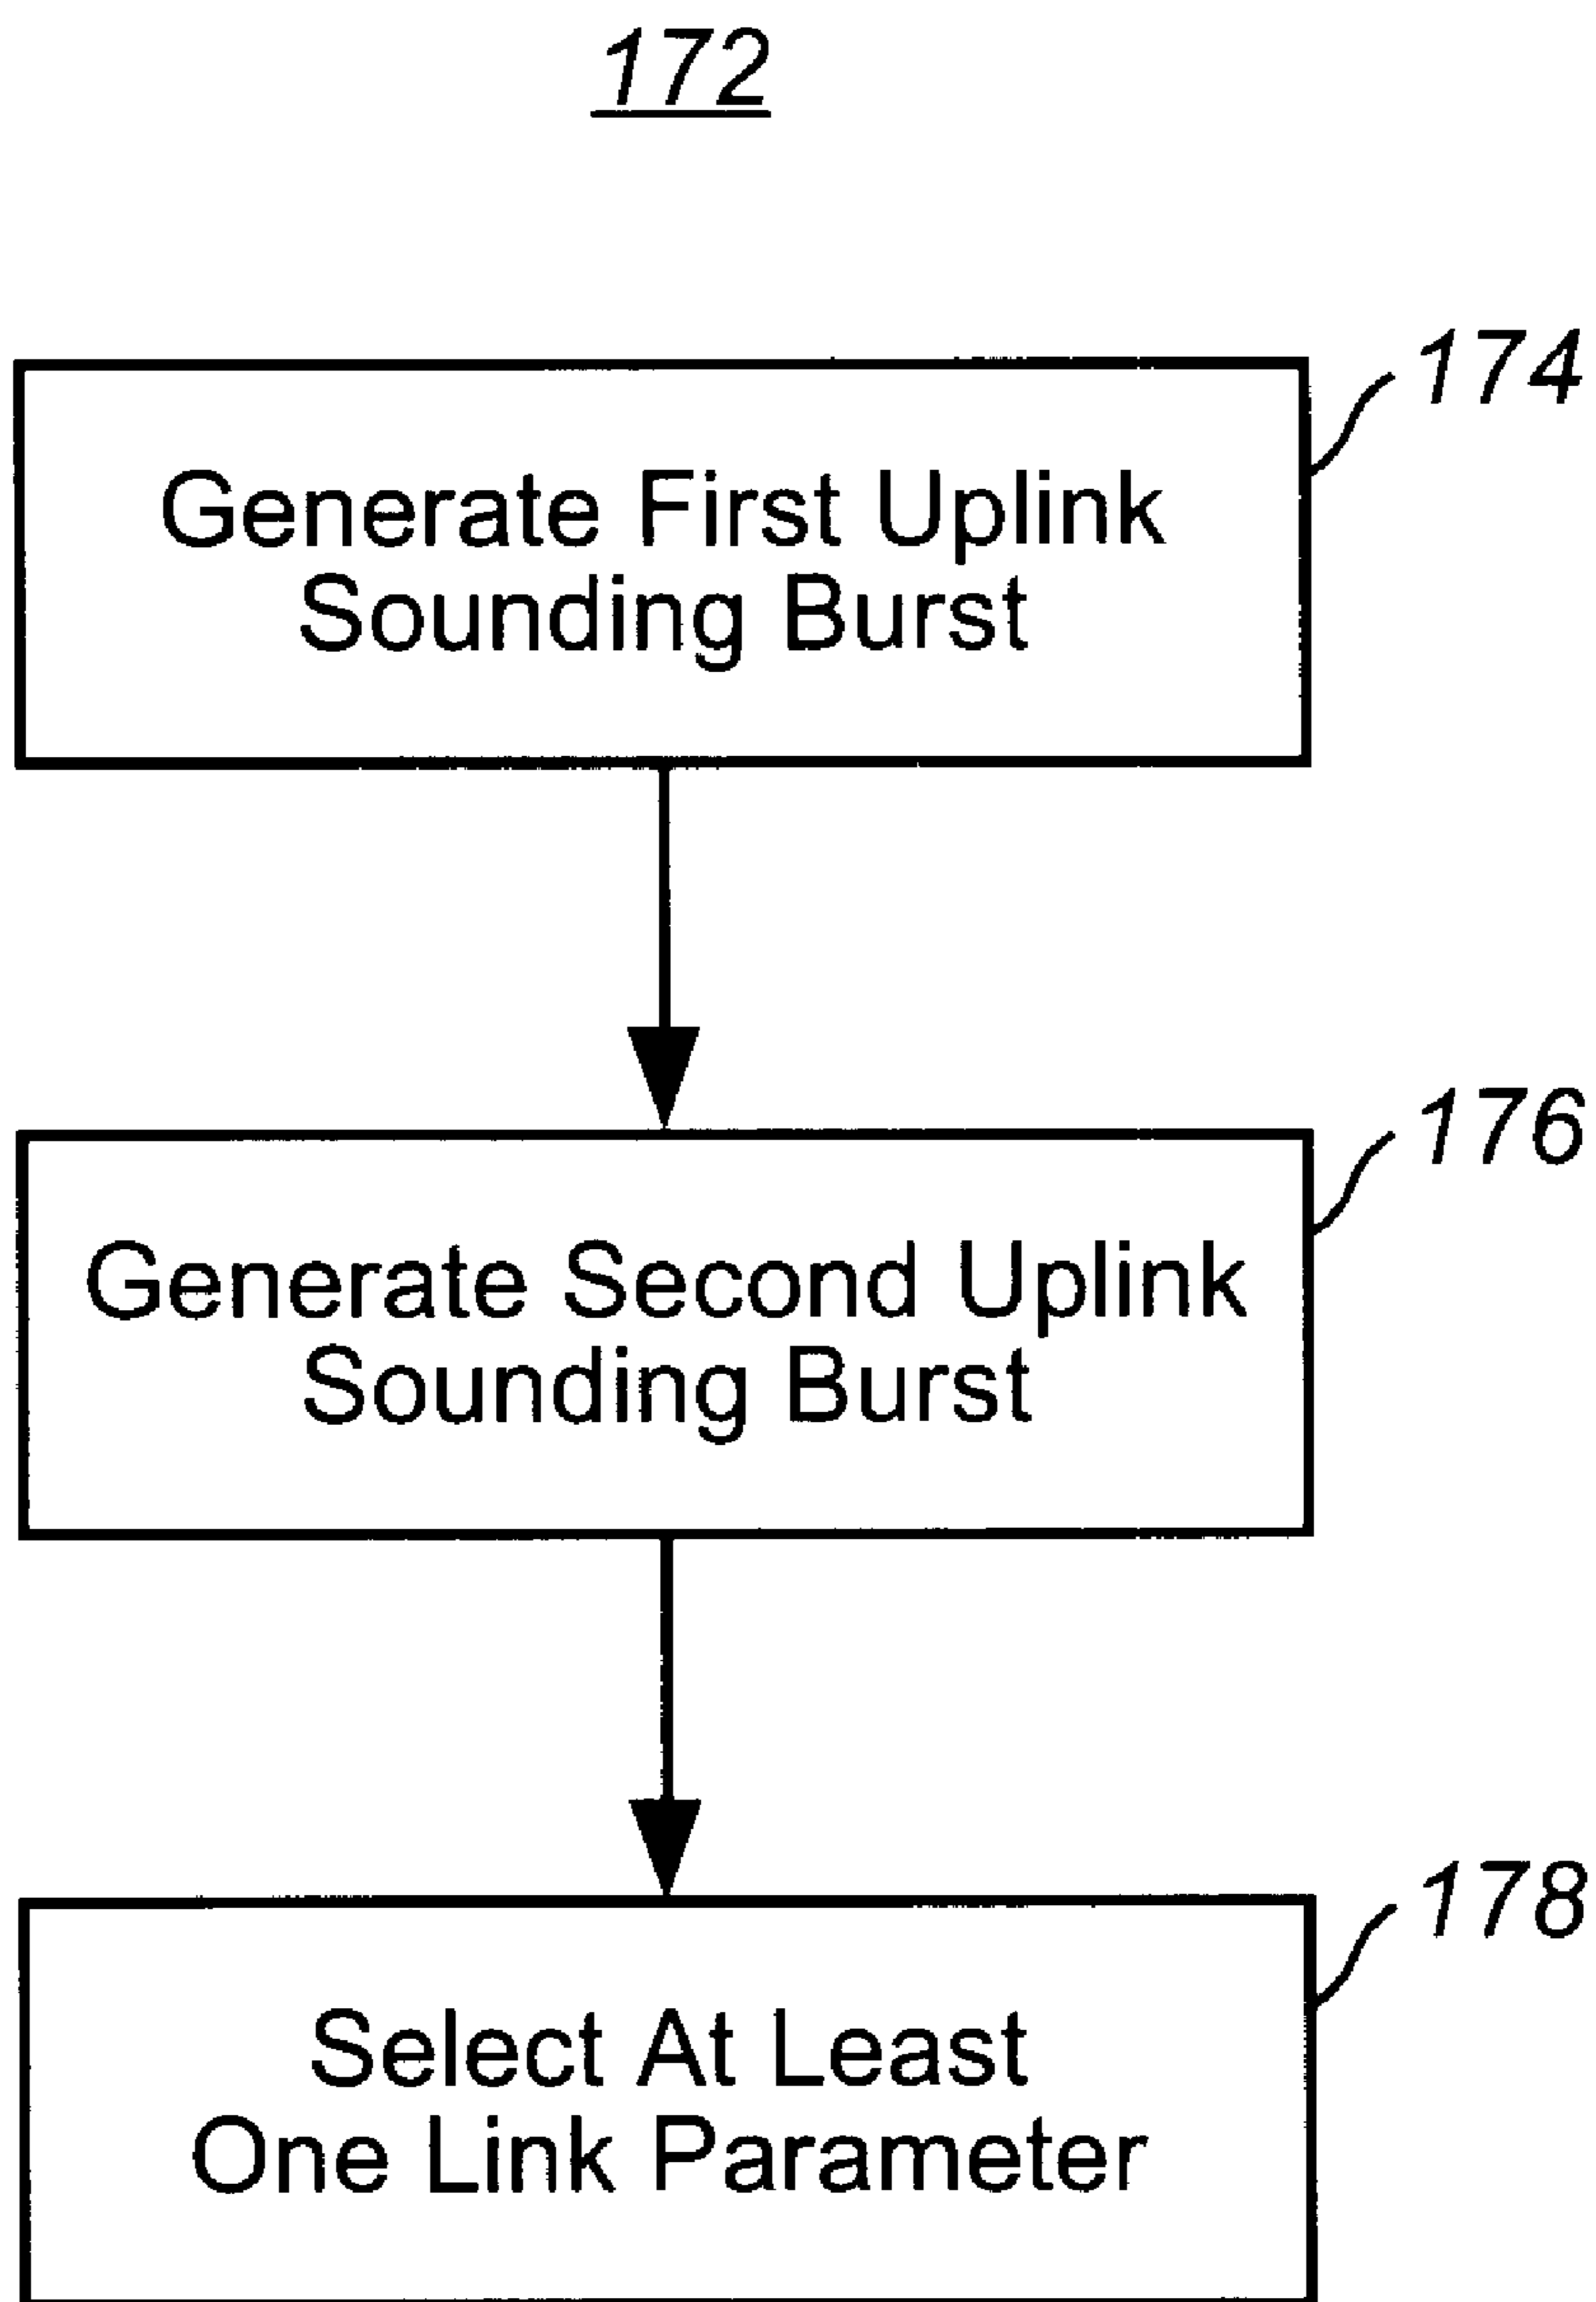 172
174
Generate First Uplink
Sounding Burst
176
Generate Second Uplink
Sounding Burst
178
Select At Least
One Link Parameter